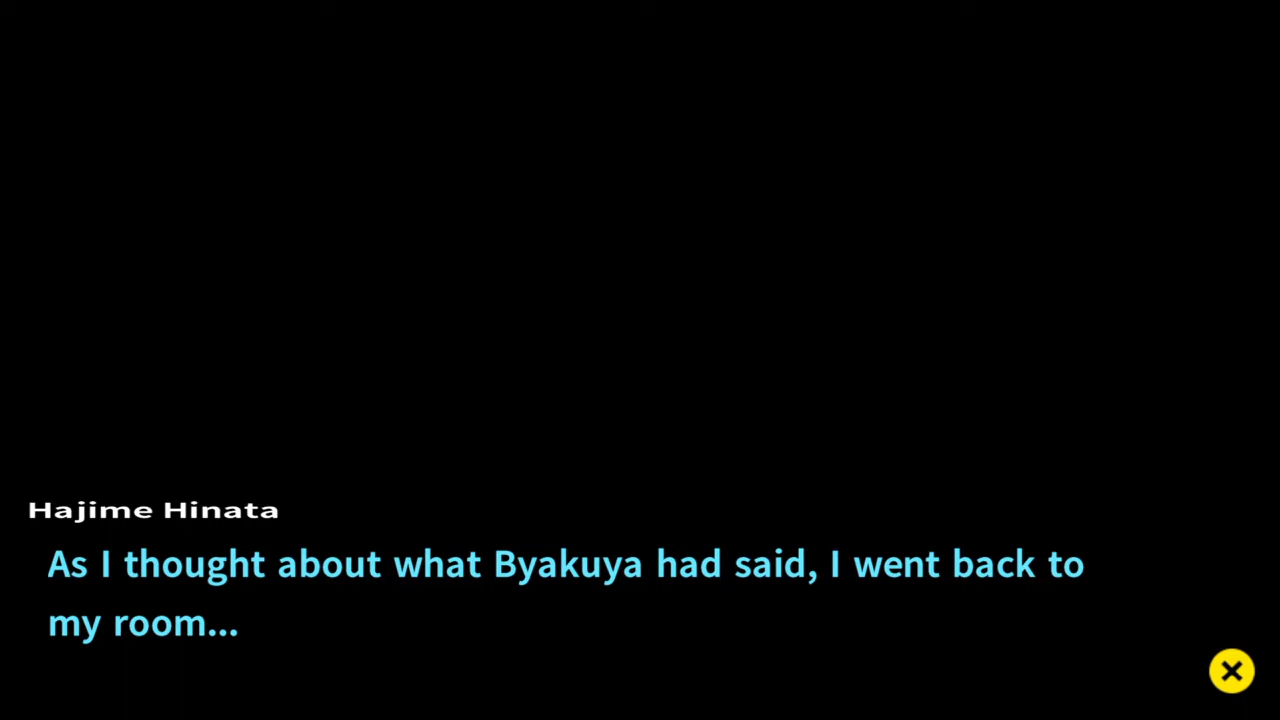 Hajime Hinata
As I thought about what Byakuya had said, I went back to
my room...